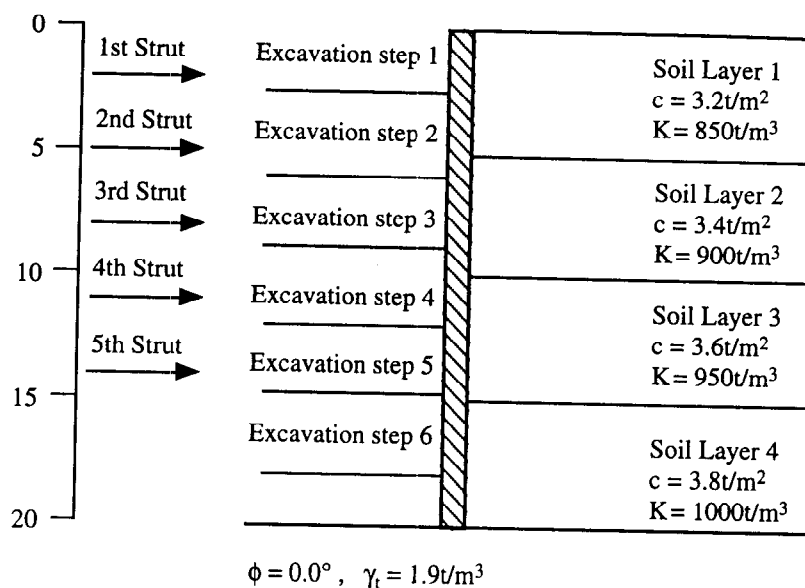 0
5
10
15
20
1st Strut
2nd Strut
3rd Strut
4th Strut
5th Strut
Excavation step 1
Excavation step 2
Excavation step 3
Excavation step 4
Excavation step 5
Excavation step 6
Soil Layer 1
c = 3.2t/m²
K = 850t/m³
Soil Layer 2
c = 3.4t/m²
K = 900t/m³
Soil Layer 3
c = 3.6t/m²
K = 950t/m³
Soil Layer 4
c = 3.8t/m²
K = 1000t/m³
ϕ = 0.0° , γₜ = 1.9t/m³